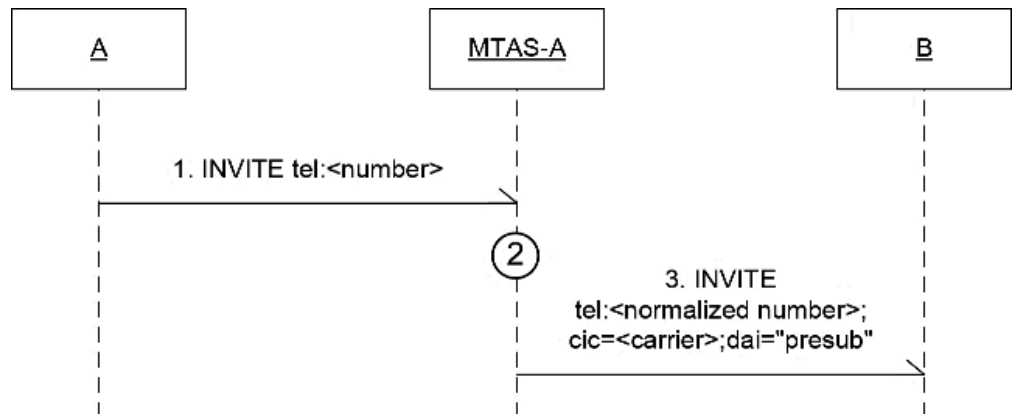 A
MTAS-A
B
1. INVITE tel:<number>
2
3. INVITE
tel:<normalized number>;
cic=<carrier>;dai="presub"